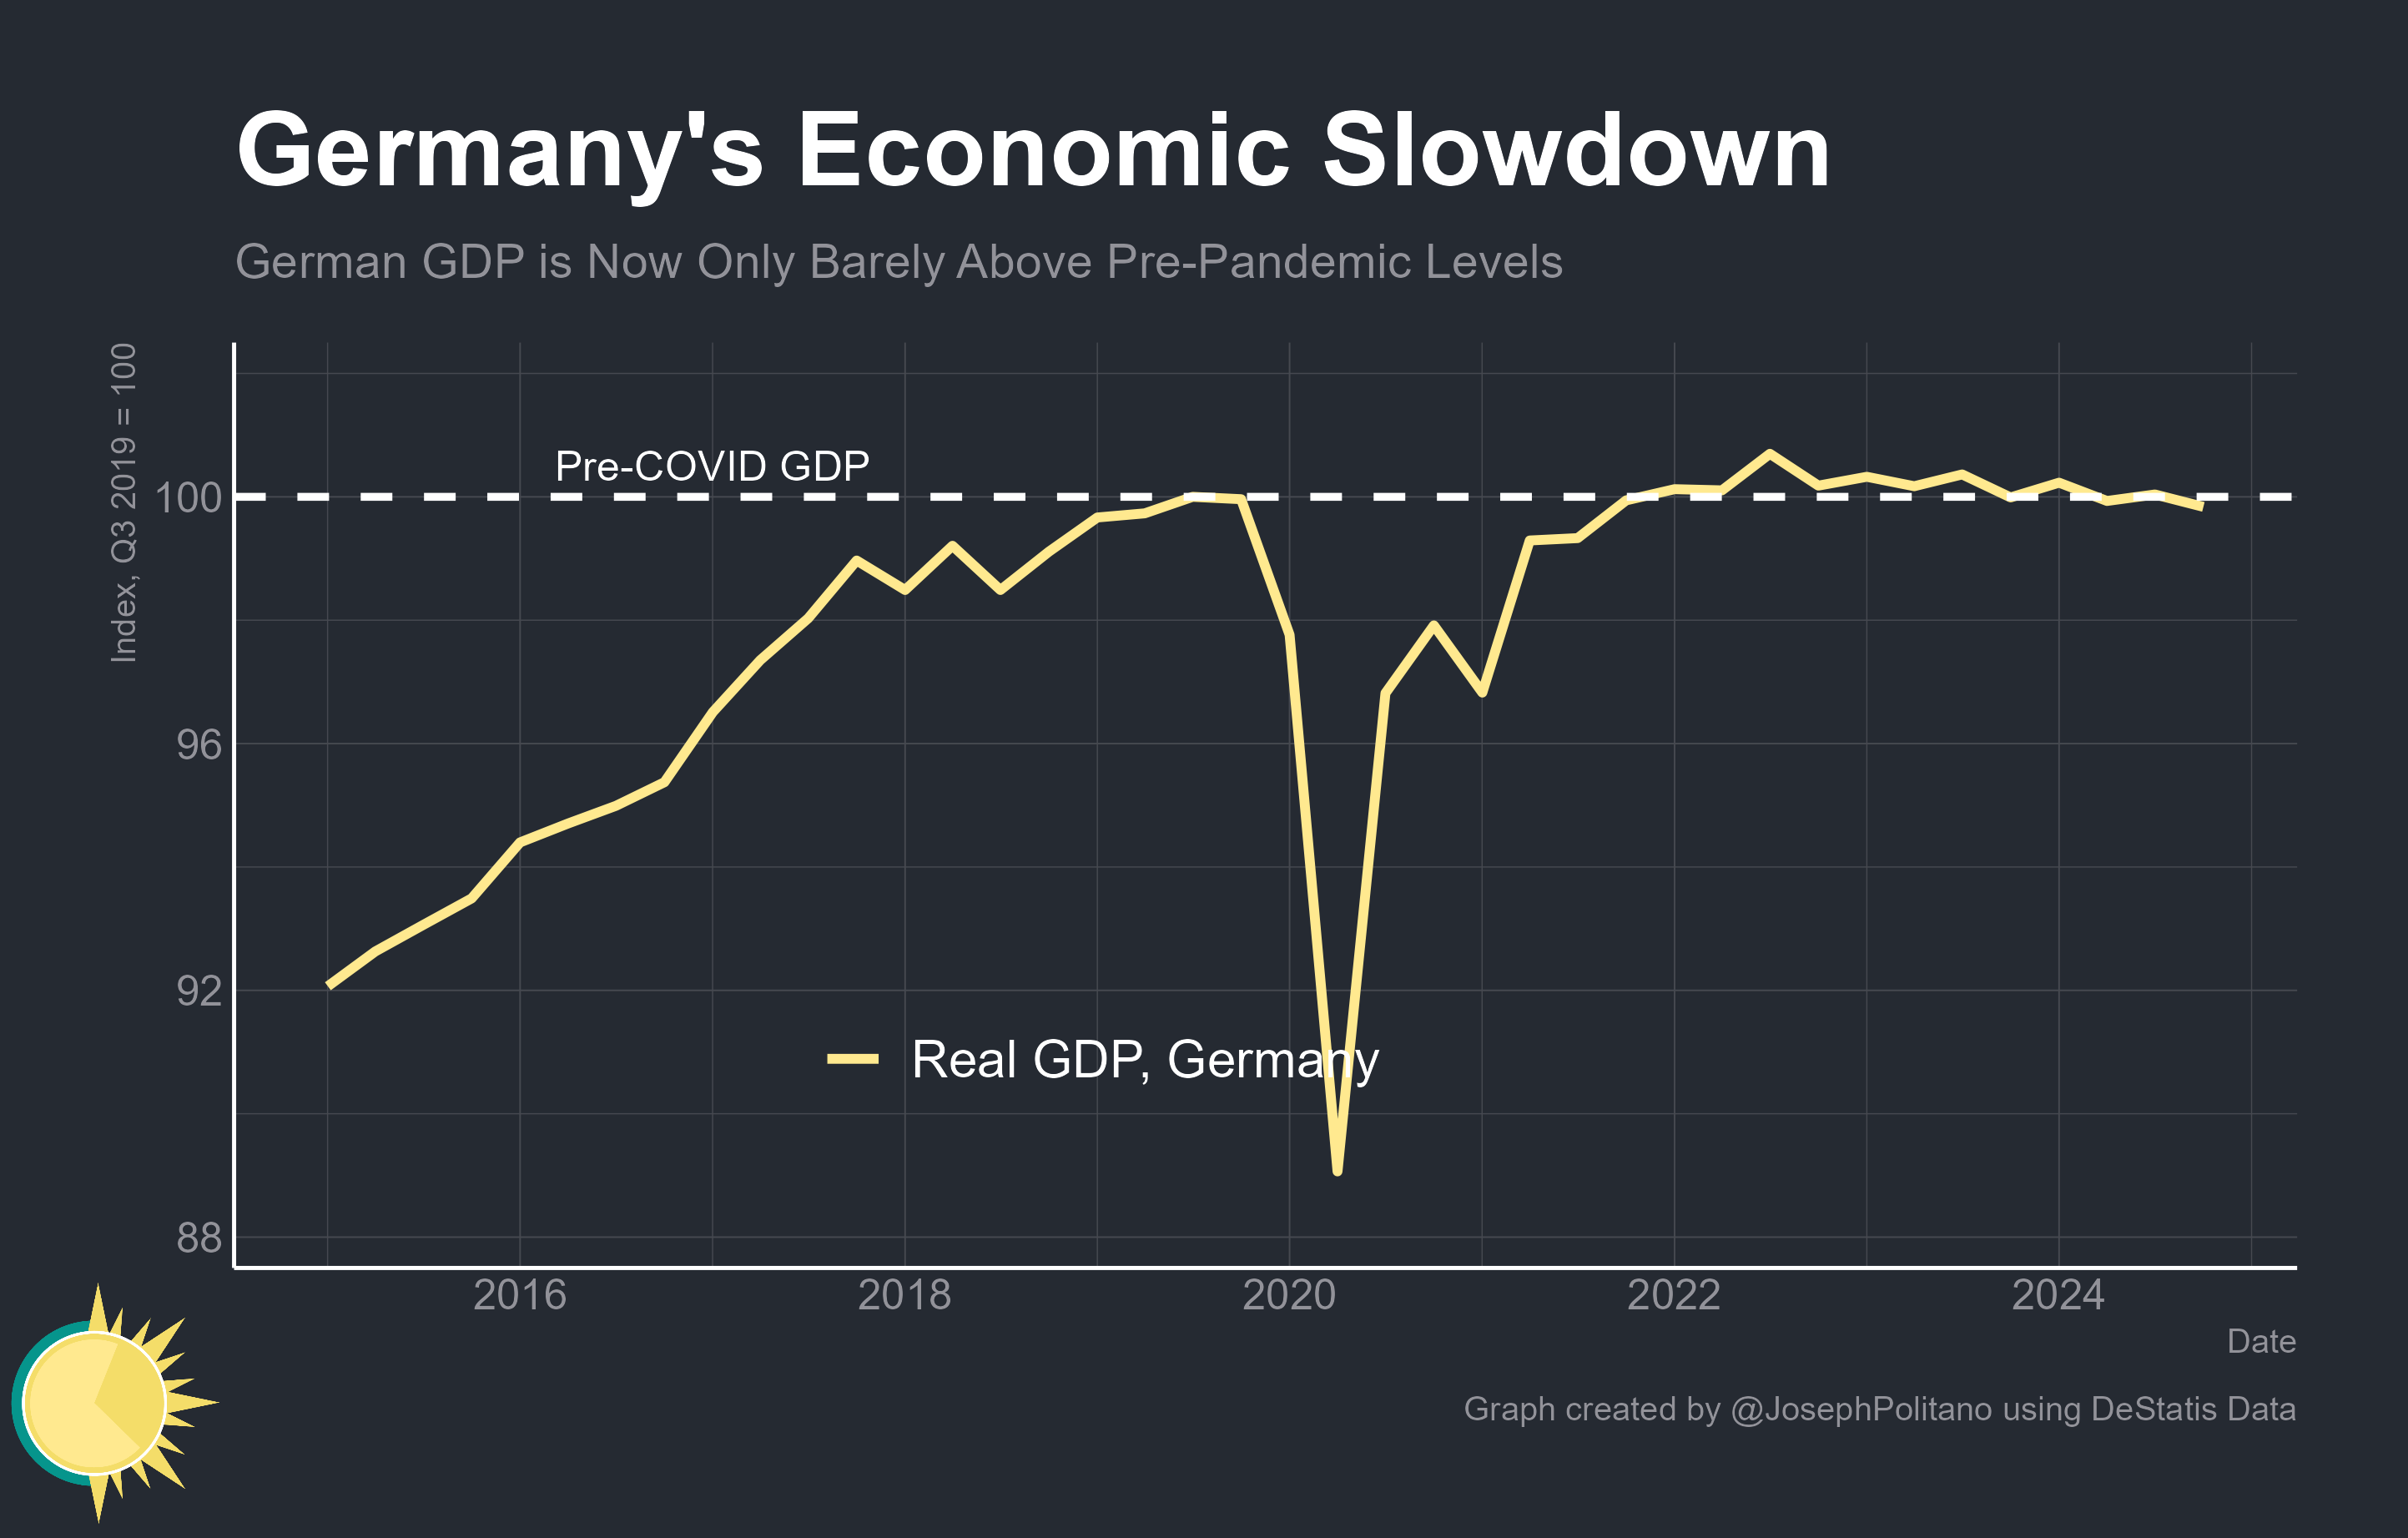 Germany's Economic Slowdown
German GDP is Now Only Barely Above Pre-Pandemic Levels
Index, Q3 2019 = 100
Pre-COVID GDP
100
96
92
88
Real GDP, Germany
2016
2018
2020
2022
2024
Date
Graph created by @JosephPolitano using DeStatis Data